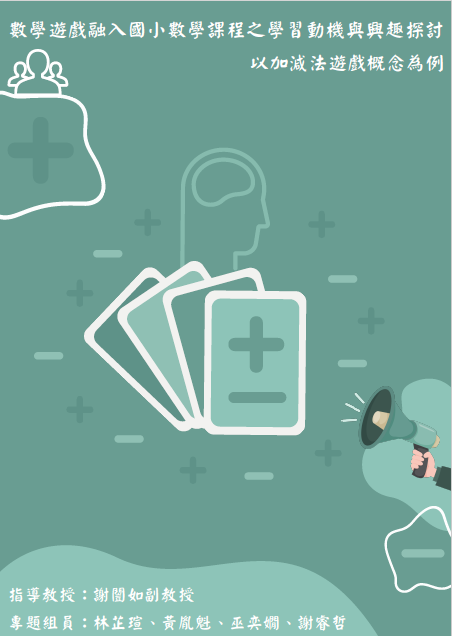 數學遊戲融入國小數學課程之學習動機與興趣探討
以加減法遊戲概念為例
指導教授：謝闓如副教授
專題組員：林芷瑄、黃胤魁、巫奕嫺、謝睿哲